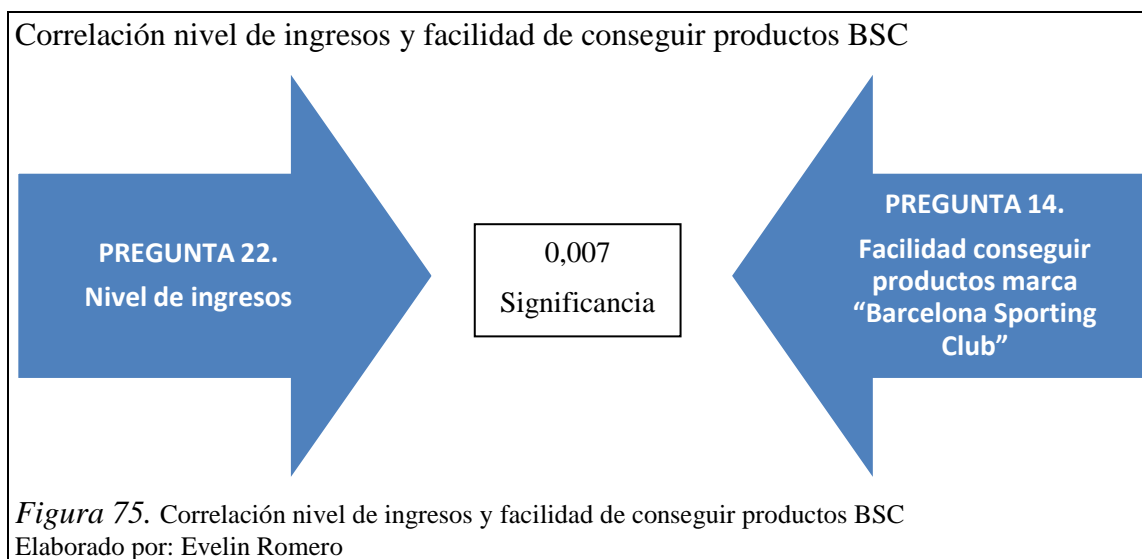 Correlación nivel de ingresos y facilidad de conseguir productos BSC
PREGUNTA 22.
Nivel de ingresos
0,007
Significancia
PREGUNTA 14.
Facilidad conseguir
productos marca
“Barcelona Sporting
Club”
Figura 75. Correlación nivel de ingresos y facilidad de conseguir productos BSC
Elaborado por: Evelin Romero